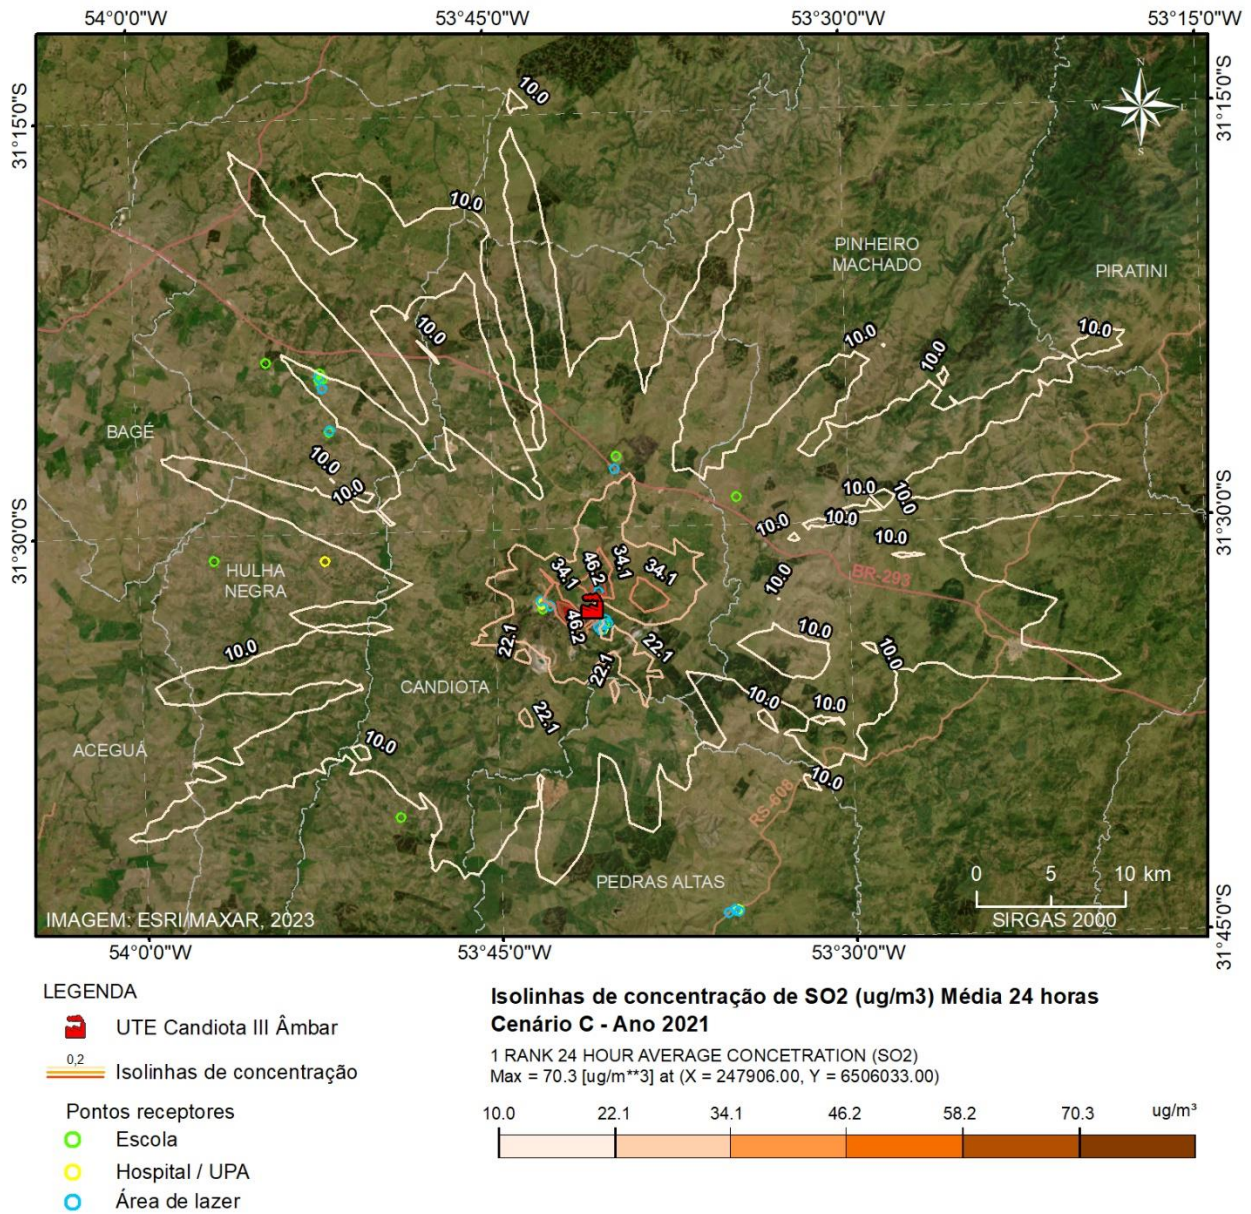 54°0'0"W
53°45'0"W
53°30'0"W
53°15'0"W
31°15'0"S
31°15'0"S
10.0
N
W
L
S
10.0
PINHEIRO
MACHADO
PIRATINI
10.0
10.0
10.0
10.0
BAGÉ
10.0
10.0
10.0
10.0
10.0
10.0
10.0
31°30'0"S
31°30'0"S
34.1
46.2
34.1
34.1
10.0
BR-293
HULHA
NEGRA
46.2
22.1
22.1
22.1
10.0
10.0
10.0
CANDIOTA
10.0
10.0
22.1
ACEGUÁ
10.0
10.0
RS-608
PEDRAS ALTAS
0 5 10 km
SIRGAS 2000
IMAGEM: ESRI/MAXAR, 2023
31°45'0"S
54°0'0"W
53°45'0"W
53°30'0"W
LEGENDA
UTE Candiota III Âmbar
0,2
Isolinhas de concentração
Pontos receptores
Escola
Hospital / UPA
Área de lazer
Isolinhas de concentração de SO2 (ug/m3) Média 24 horas
Cenário C - Ano 2021
1 RANK 24 HOUR AVERAGE CONCETRATION (SO2)
Max = 70.3 [ug/m**3] at (X = 247906.00, Y = 6506033.00)
10.0 22.1 34.1 46.2 58.2 70.3 ug/m³